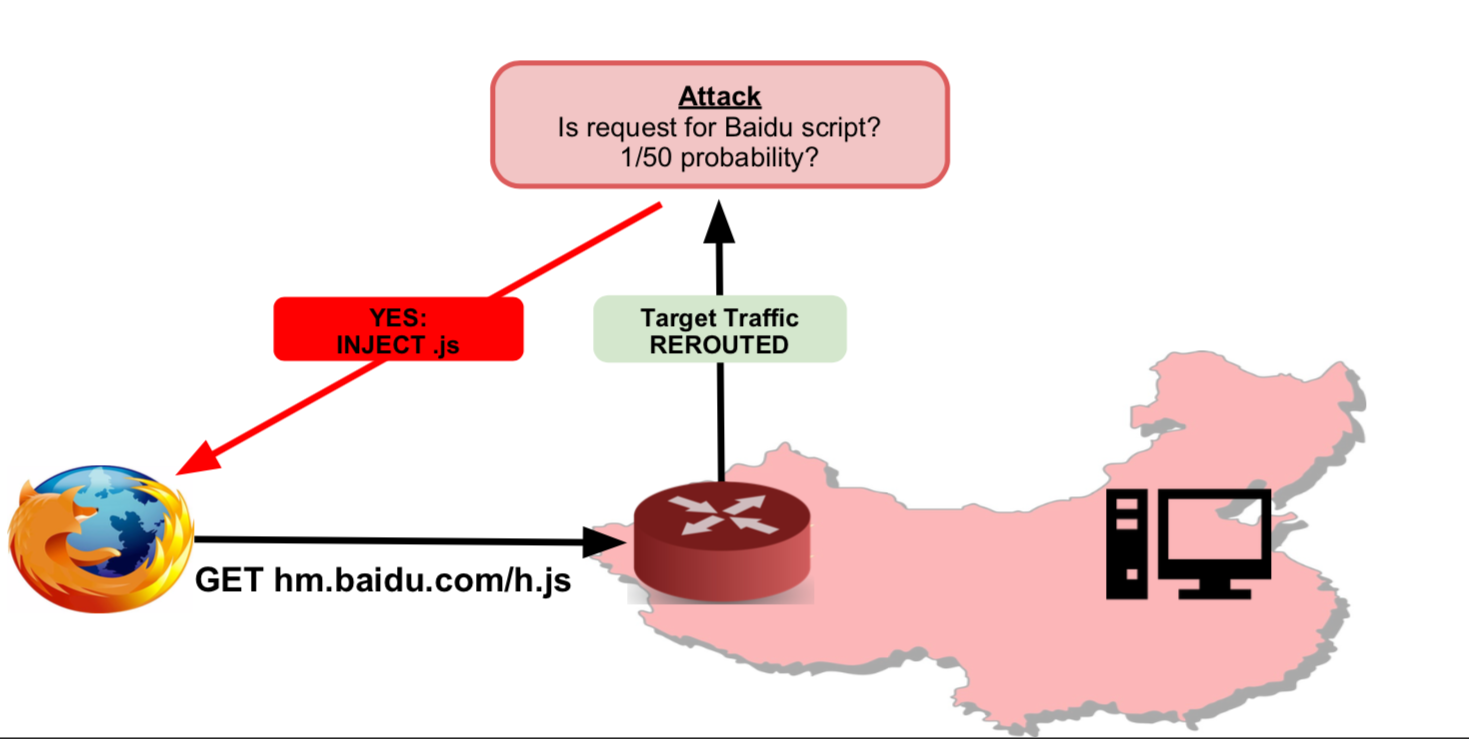 Attack
Is request for Baidu script?
1/50 probability?
YES:
INJECT .js
Target Traffic
REROUTED
GET hm.baidu.com/h.js